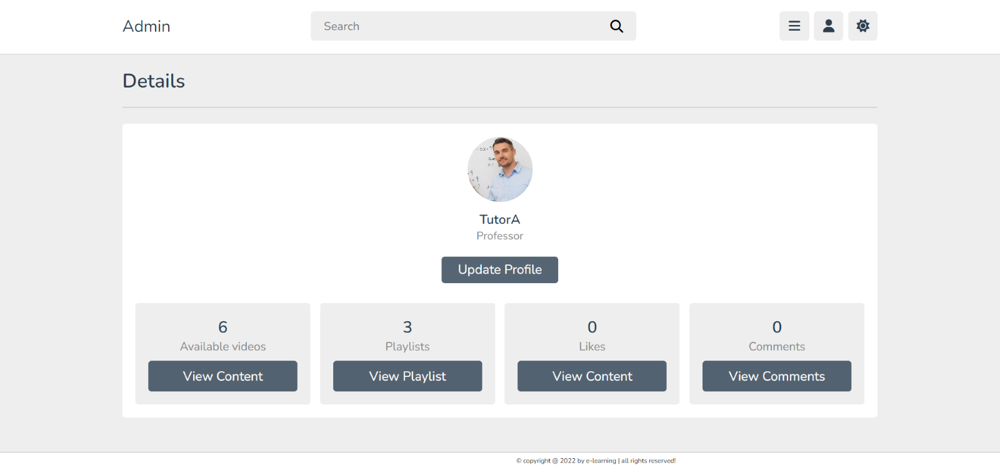 Admin
Search
Details
TutorA
Professor
Update Profile
6
Available videos
View Content
3
Playlists
View Playlist
0
Likes
View Content
0
Comments
View Comments
© copyright @ 2022 by e-learning | all rights reserved!